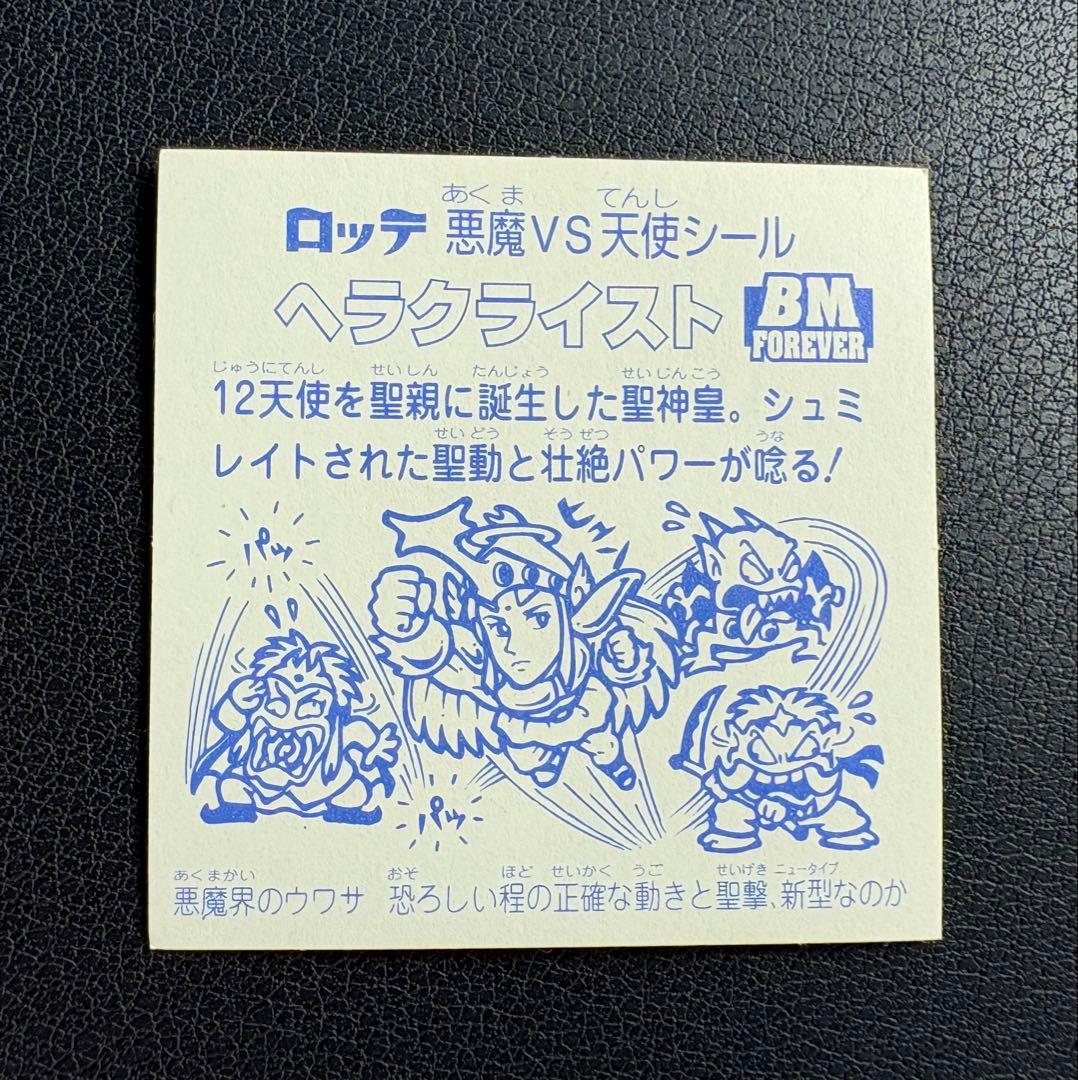 あくま てんし
ロッテ 悪魔VS天使シール
ヘラクライスト
BM
FOREVER
じゅうにてんし せいしん たんじょう せいじんこう
12天使を聖親に誕生した聖神皇。シュミ
せいどう そうぜつ うな
レイトされた聖動と壮絶パワーが唸る!
パッ
パッ
あくまかい おそ ほど せいかく うご せいげき ニュータイプ
悪魔界のウワサ 恐ろしい程の正確な動きと聖撃、新型なのか